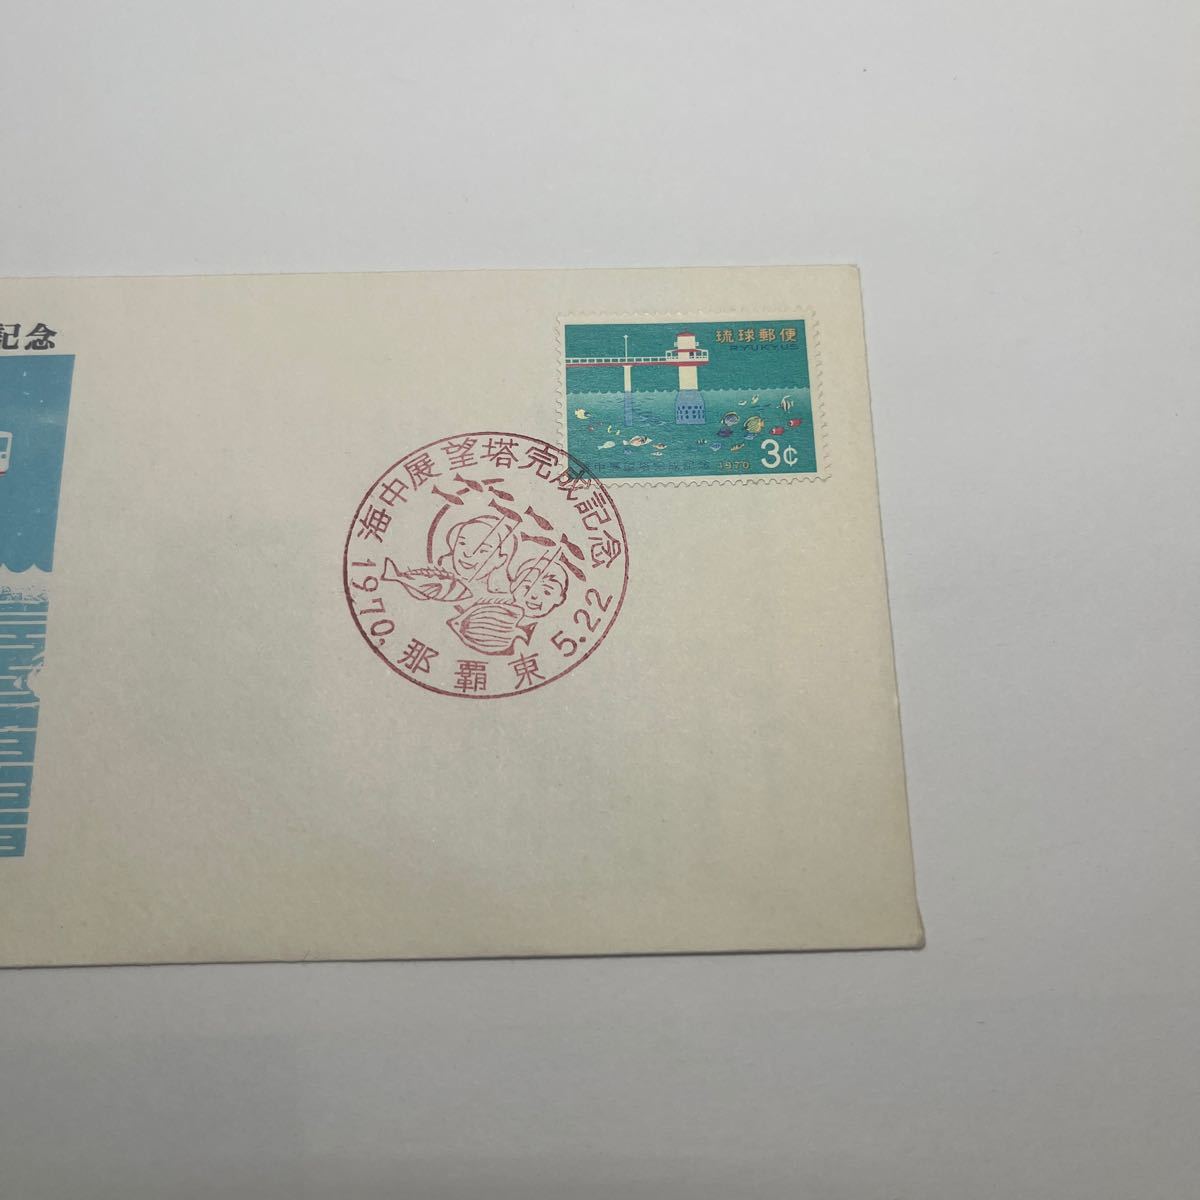 記念
琉球郵便
RYUKYUS
3¢
1970
海中展望塔完成記念
1970. 5.22
那覇東